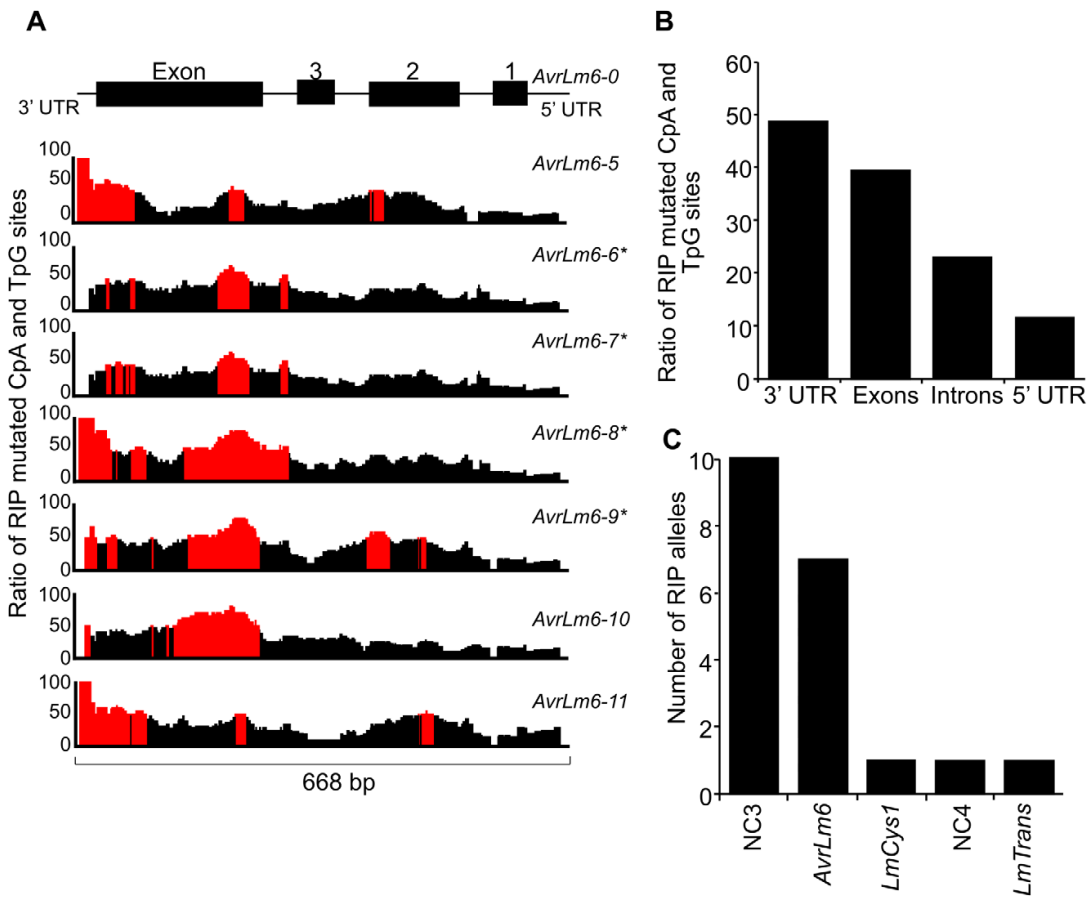 A
Exon 3 2 1 AvrLm6-0
3’ UTR 5’ UTR
Ratio of RIP mutated CpA and TpG sites
100
50
0
AvrLm6-5
100
50
0
AvrLm6-6*
100
50
0
AvrLm6-7*
100
50
0
AvrLm6-8*
100
50
0
AvrLm6-9*
100
50
0
AvrLm6-10
100
50
0
AvrLm6-11
668 bp
B
Ratio of RIP mutated CpA and
TpG sites
60
50
40
30
20
10
0
3’ UTR Exons Introns 5’ UTR
C
Number of RIP alleles
10
8
6
4
2
0
NC3
AvrLm6
LmCys1
NC4
LmTrans